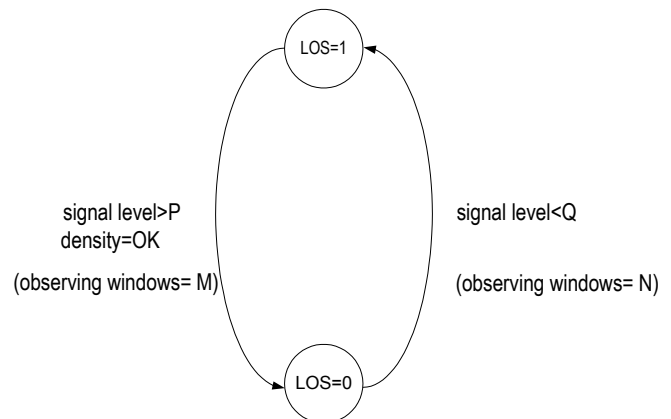 LOS=1
signal level>P
density=OK
(observing windows= M)
signal level<Q
(observing windows= N)
LOS=0